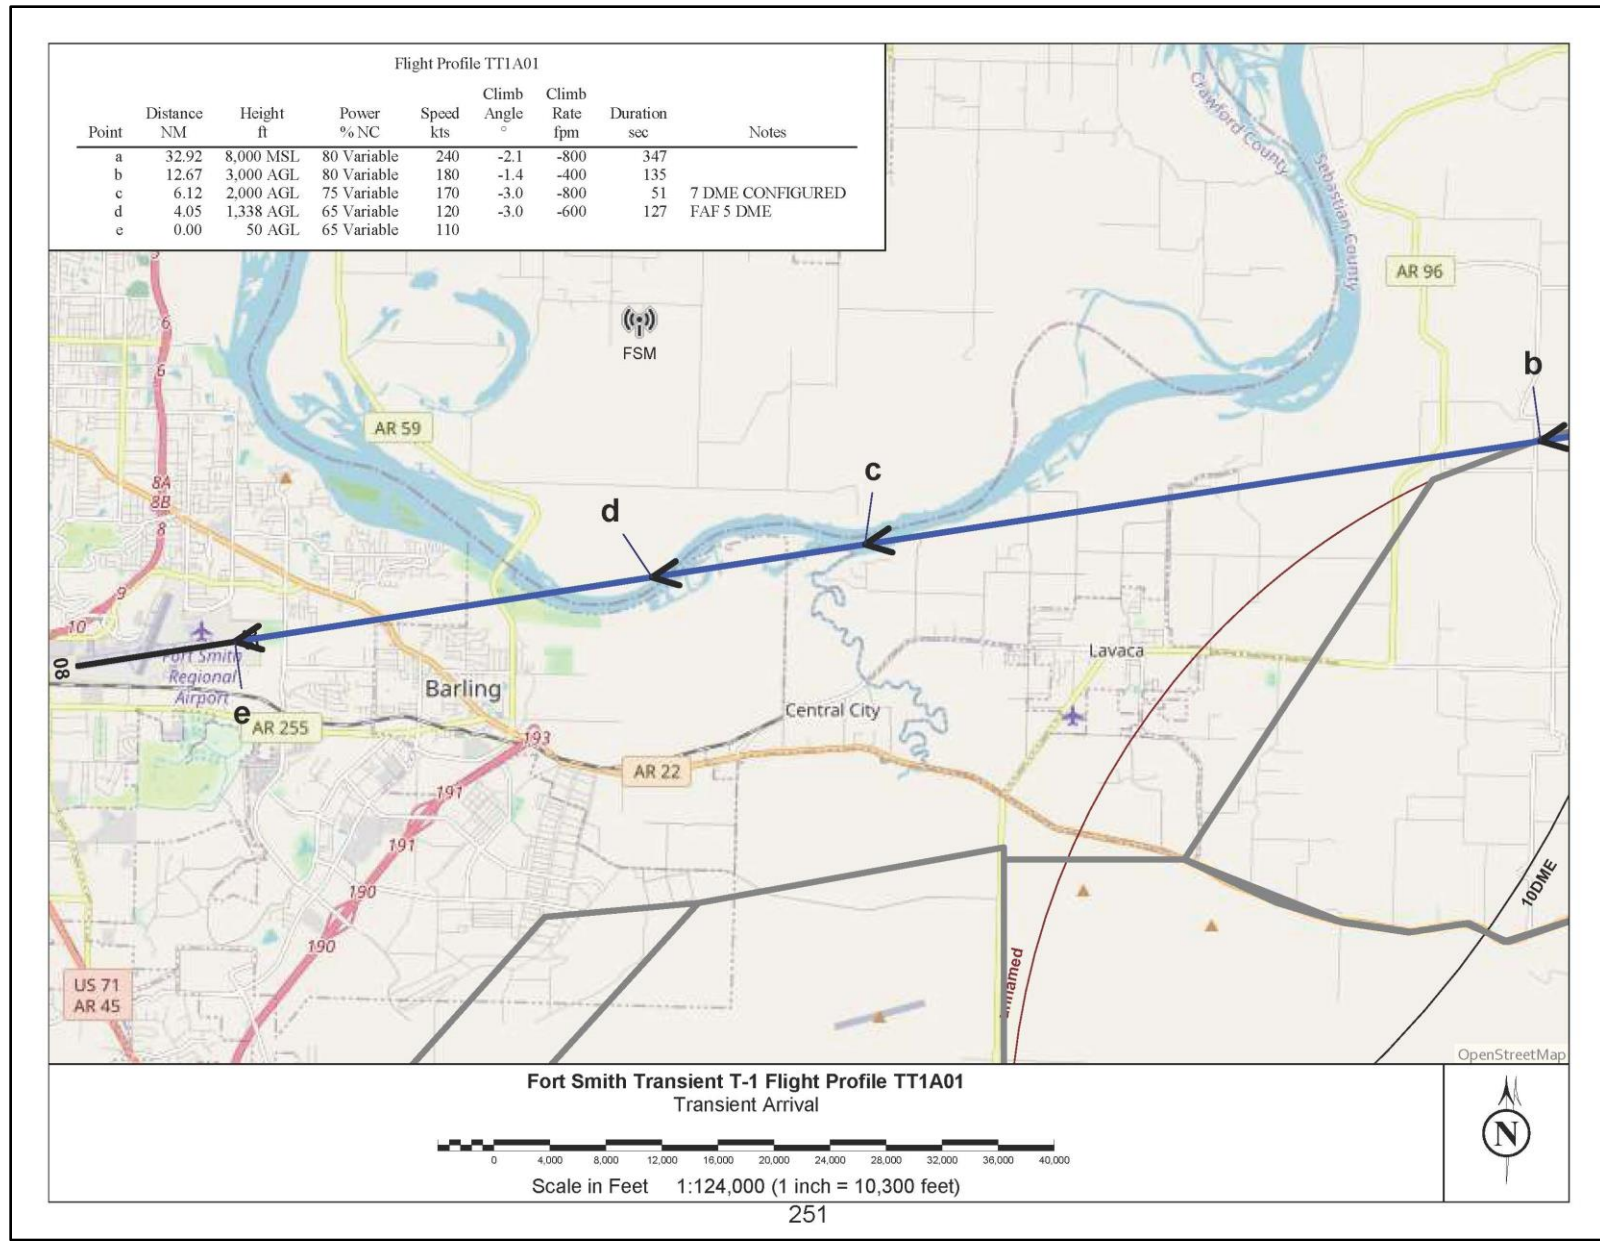 Flight Profile TT1A01
Climb Climb
Distance Height Power Speed Angle Rate Duration
Point NM ft % NC kts ° fpm sec Notes
a 32.92 8,000 MSL 80 Variable 240 -2.1 -800 347
b 12.67 3,000 AGL 80 Variable 180 -1.4 -400 135
c 6.12 2,000 AGL 75 Variable 170 -3.0 -800 51 7 DME CONFIGURED
d 4.05 1,338 AGL 65 Variable 120 -3.0 -600 127 FAF 5 DME
e 0.00 50 AGL 65 Variable 110
Crawford County
Sebastian County
AR 96
6
FSM
6
b
AR 59
c
8A
8B
d
8
9
10
08
Fort Smith
Regional
Airport
Lavaca
Barling
e
AR 255
Central City
193
AR 22
191
191
190
10DME
190
US 71
AR 45
OpenStreetMap
Fort Smith Transient T-1 Flight Profile TT1A01
Transient Arrival
N
0 4,000 8,000 12,000 16,000 20,000 24,000 28,000 32,000 36,000 40,000
Scale in Feet 1:124,000 (1 inch = 10,300 feet)
251